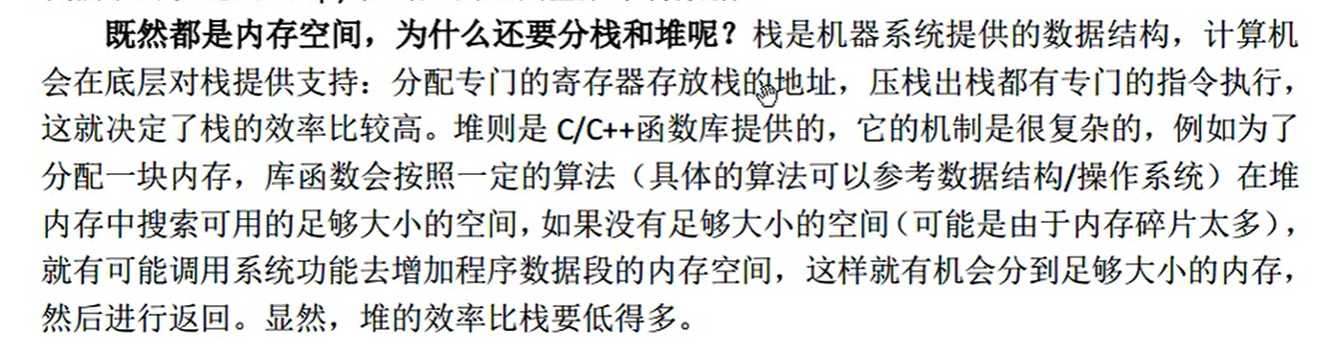 既然都是内存空间，为什么还要分栈和堆呢？栈是机器系统提供的数据结构，计算机
会在底层对栈提供支持：分配专门的寄存器存放栈的地址，压栈出栈都有专门的指令执行，
这就决定了栈的效率比较高。堆则是 C/C++函数库提供的，它的机制是很复杂的，例如为了
分配一块内存，库函数会按照一定的算法（具体的算法可以参考数据结构/操作系统）在堆
内存中搜索可用的足够大小的空间，如果没有足够大小的空间（可能是由于内存碎片太多），
就有可能调用系统功能去增加程序数据段的内存空间，这样就有机会分到足够大小的内存，
然后进行返回。显然，堆的效率比栈要低得多。